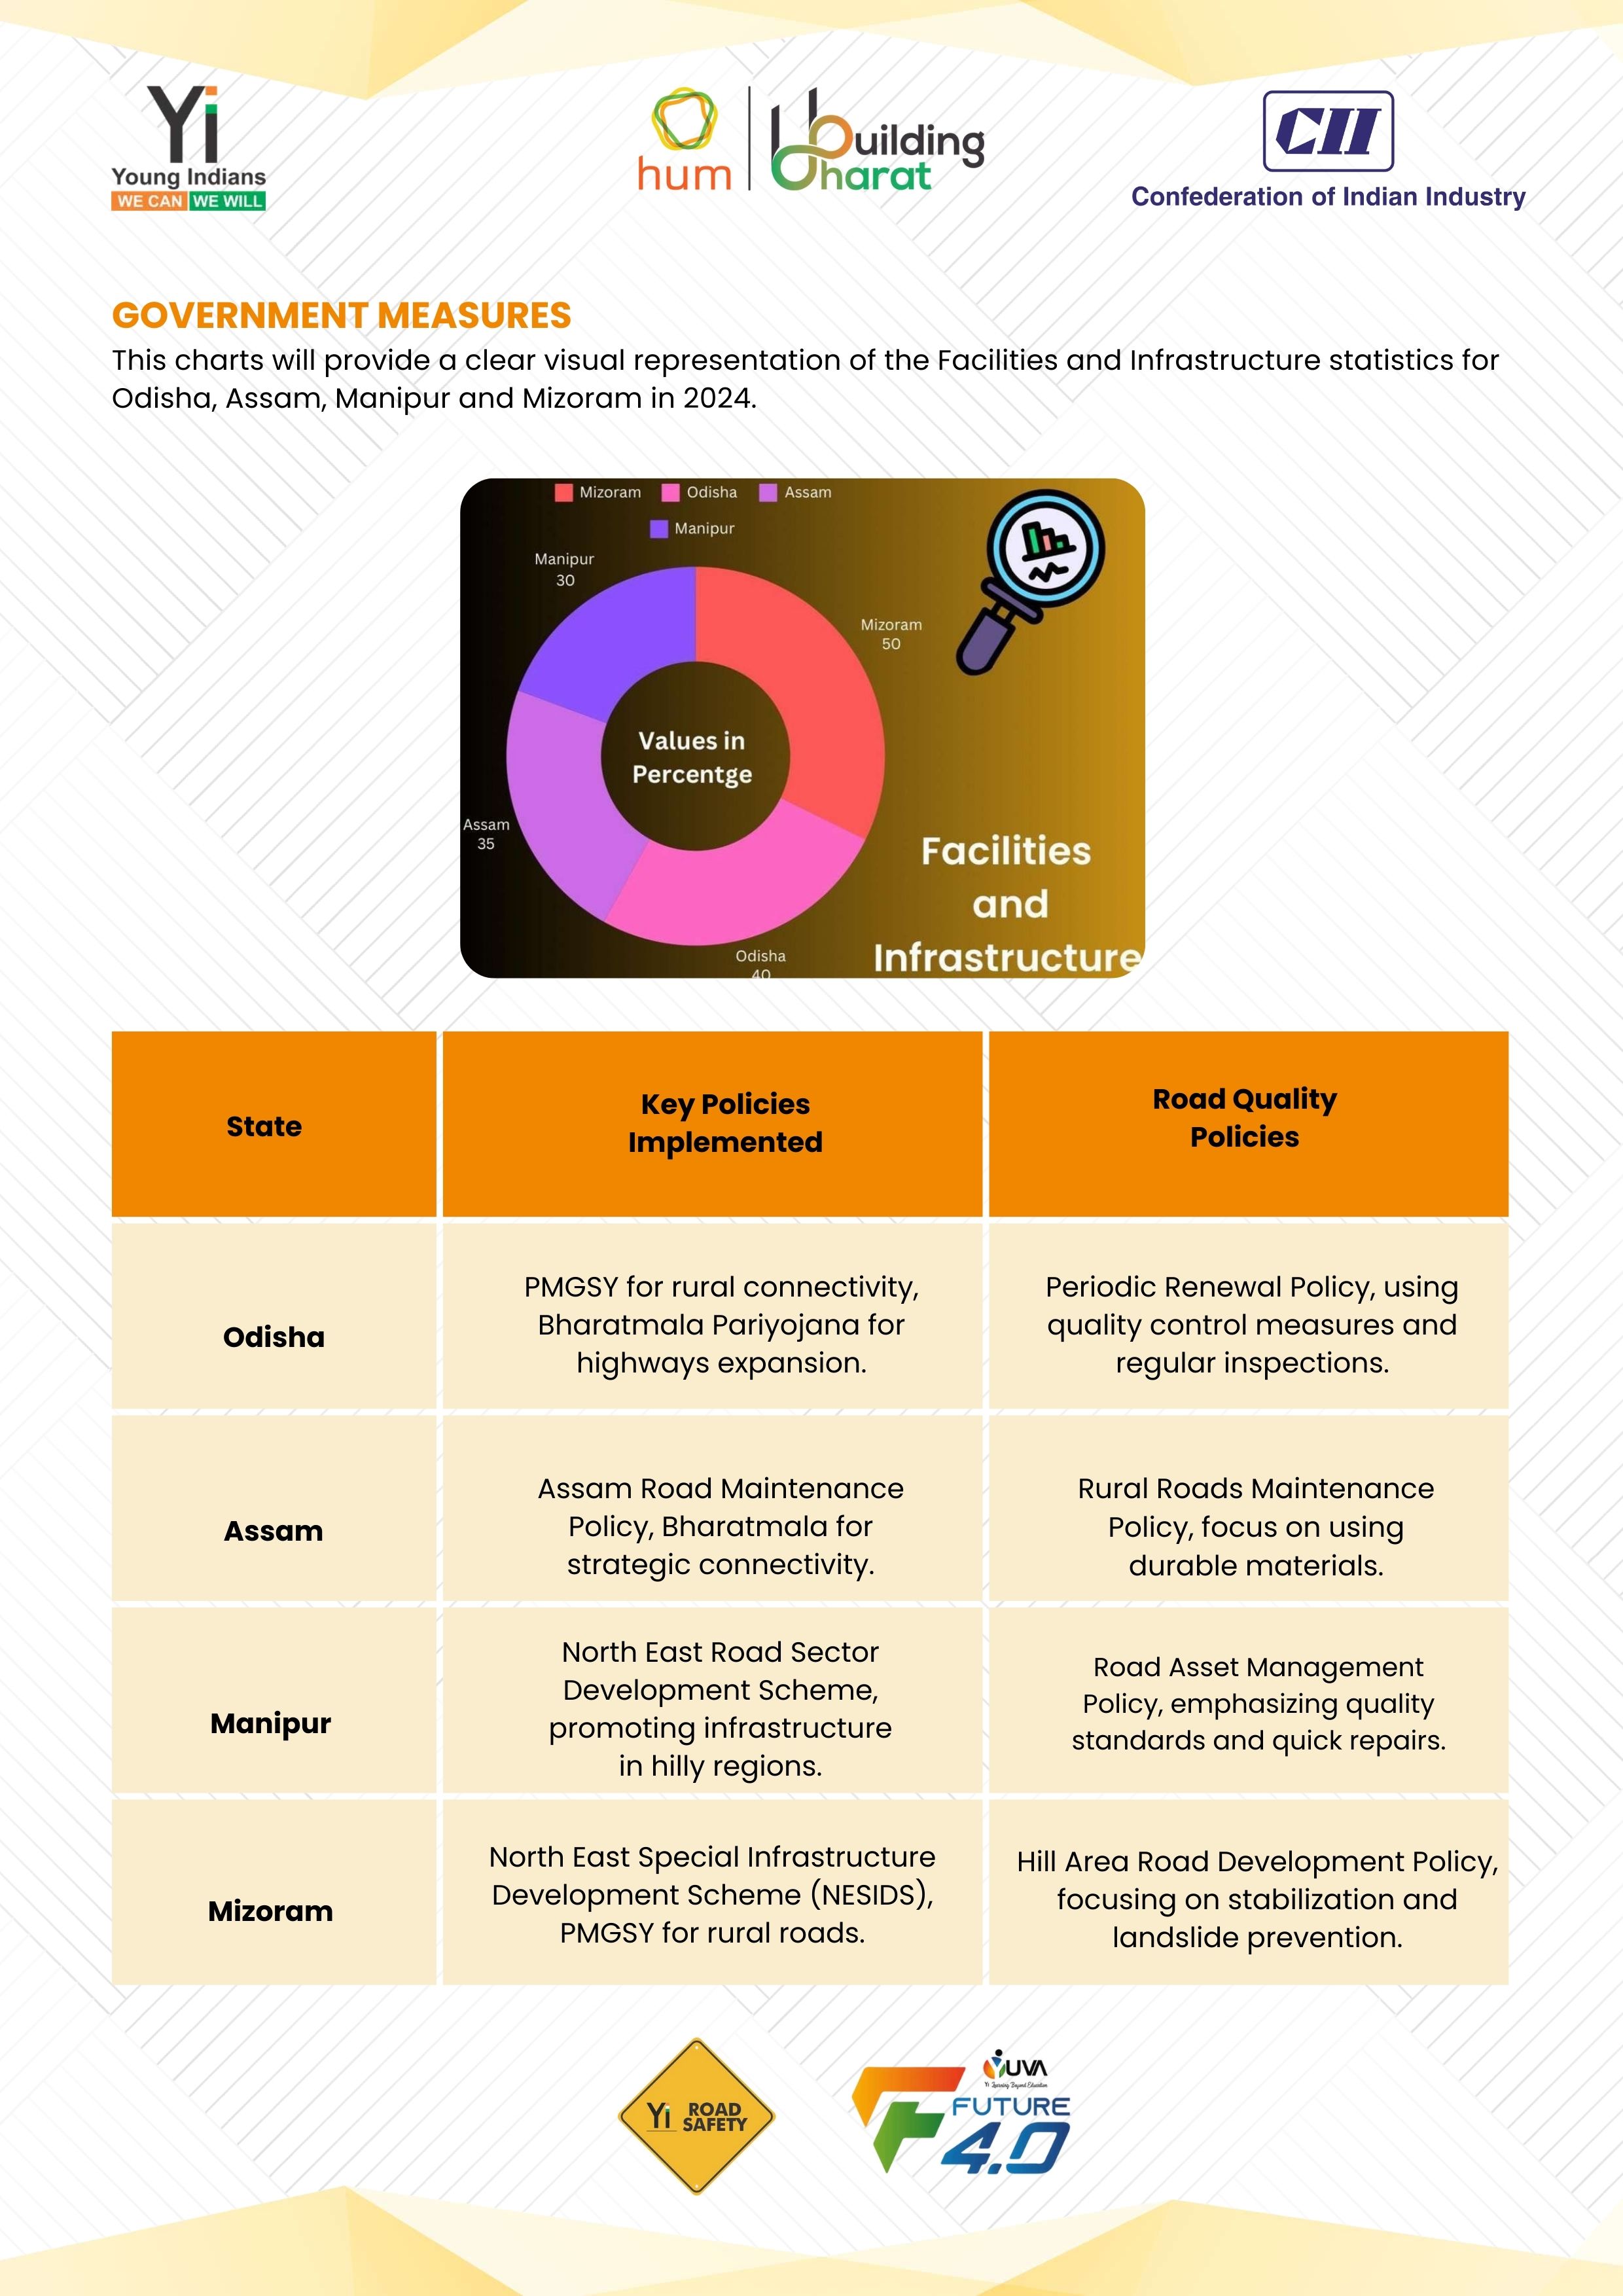 Yi
Young Indians
WE CAN WE WILL
hum
Building
Bharat
CII
Confederation of Indian Industry
GOVERNMENT MEASURES
This charts will provide a clear visual representation of the Facilities and Infrastructure statistics for
Odisha, Assam, Manipur and Mizoram in 2024.
Mizoram Odisha Assam
Manipur
Manipur
30
Mizoram
50
Values in
Percentge
Assam
35
Odisha
40
Facilities
and
Infrastructure
State
Key Policies
Implemented
Road Quality
Policies
Odisha
PMGSY for rural connectivity,
Bharatmala Pariyojana for
highways expansion.
Periodic Renewal Policy, using
quality control measures and
regular inspections.
Assam
Assam Road Maintenance
Policy, Bharatmala for
strategic connectivity.
Rural Roads Maintenance
Policy, focus on using
durable materials.
Manipur
North East Road Sector
Development Scheme,
promoting infrastructure
in hilly regions.
Road Asset Management
Policy, emphasizing quality
standards and quick repairs.
Mizoram
North East Special Infrastructure
Development Scheme (NESIDS),
PMGSY for rural roads.
Hill Area Road Development Policy,
focusing on stabilization and
landslide prevention.
Yi ROAD
SAFETY
YUVA
Yi Learning Beyond Education
FUTURE
4.0